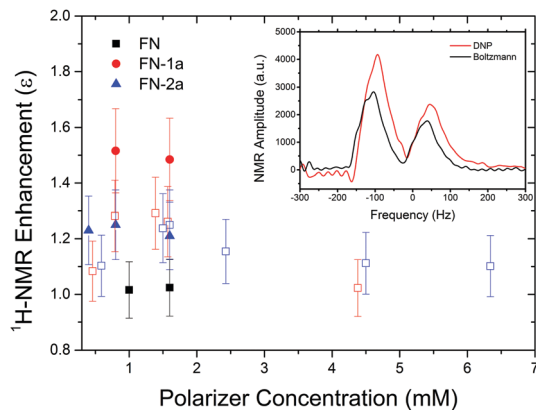 2.0
1.8
1.6
1.4
1.2
1.0
0.8
¹H-NMR Enhancement (ε)
0 1 2 3 4 5 6 7
Polarizer Concentration (mM)
FN
FN-1a
FN-2a
5000
4000
3000
2000
1000
0
NMR Amplitude (a.u.)
-300 -200 -100 0 100 200 300
Frequency (Hz)
DNP
Boltzmann